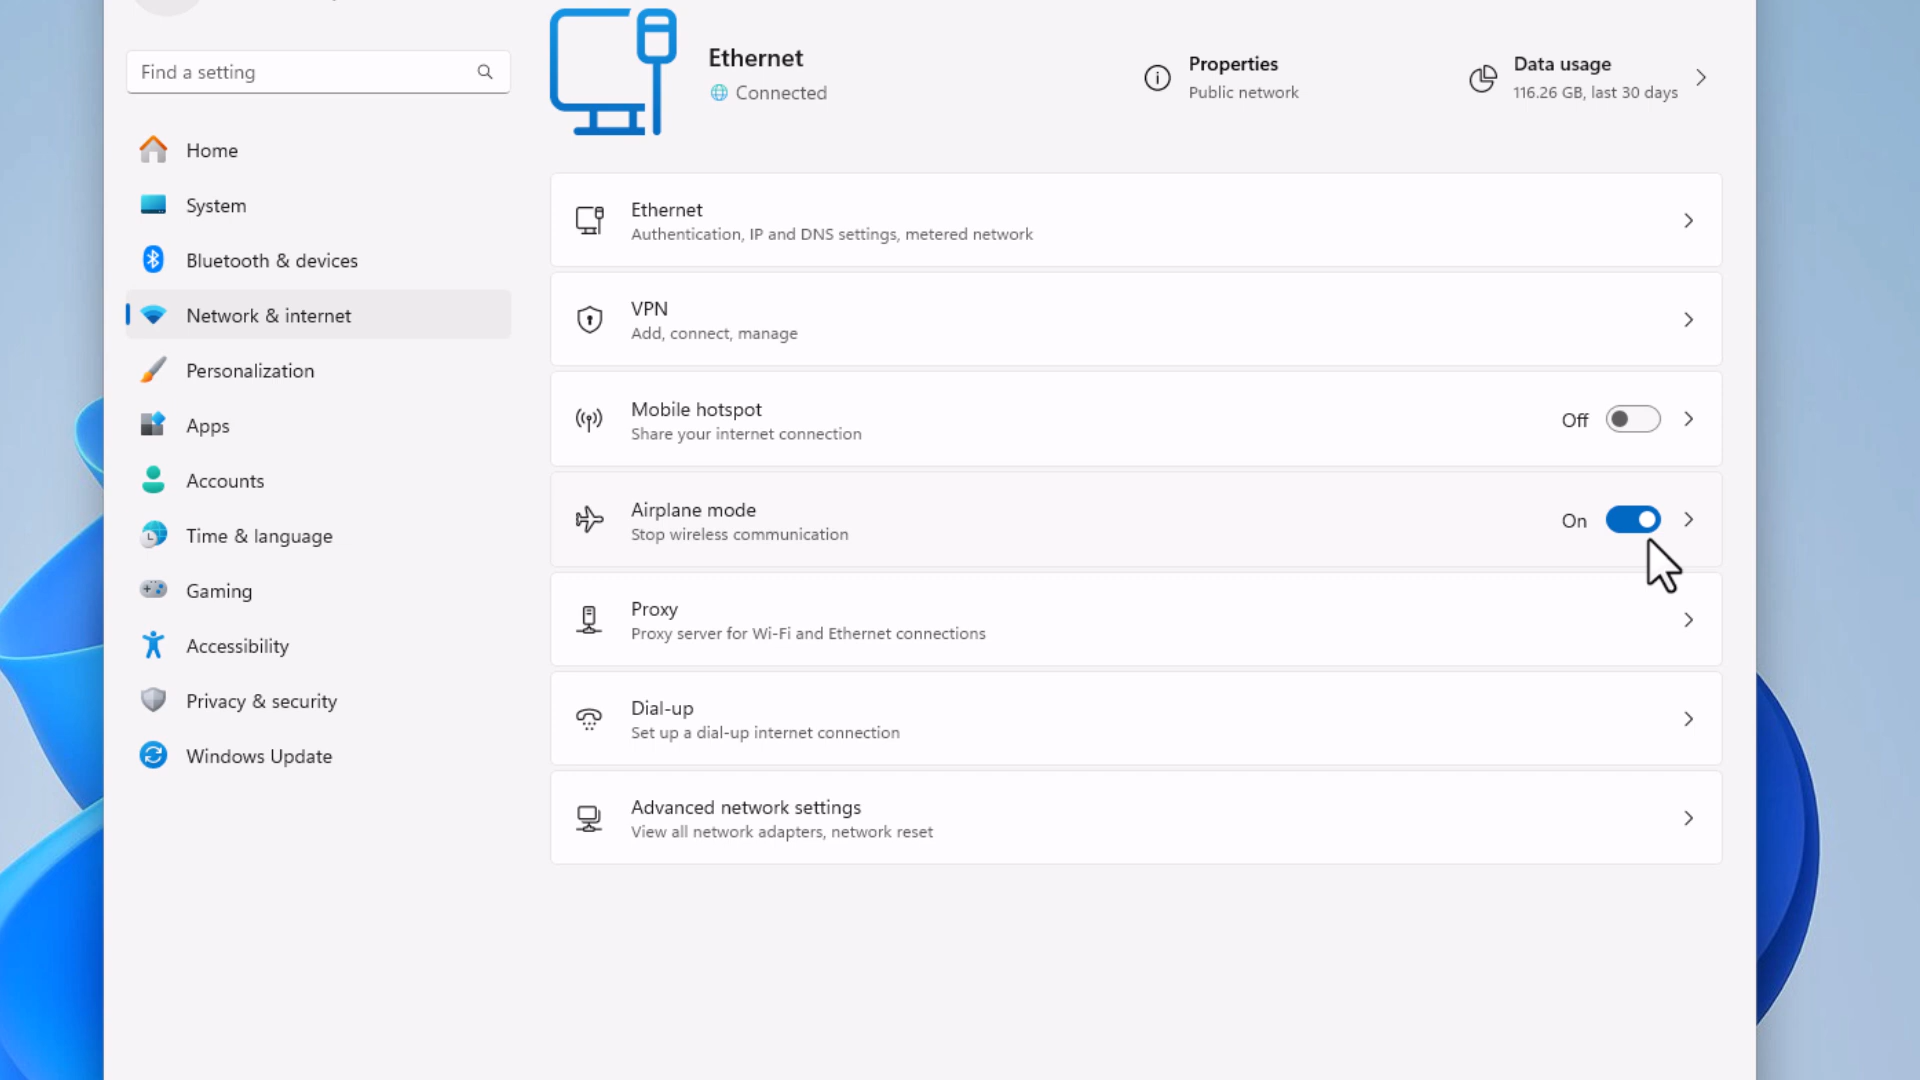 Find a setting
Home
System
Bluetooth & devices
Network & internet
Personalization
Apps
Accounts
Time & language
Gaming
Accessibility
Privacy & security
Windows Update
Ethernet
Connected
Properties
Public network
Data usage
116.26 GB, last 30 days
Ethernet
Authentication, IP and DNS settings, metered network
VPN
Add, connect, manage
Mobile hotspot
Share your internet connection
Off
Airplane mode
Stop wireless communication
On
Proxy
Proxy server for Wi-Fi and Ethernet connections
Dial-up
Set up a dial-up internet connection
Advanced network settings
View all network adapters, network reset